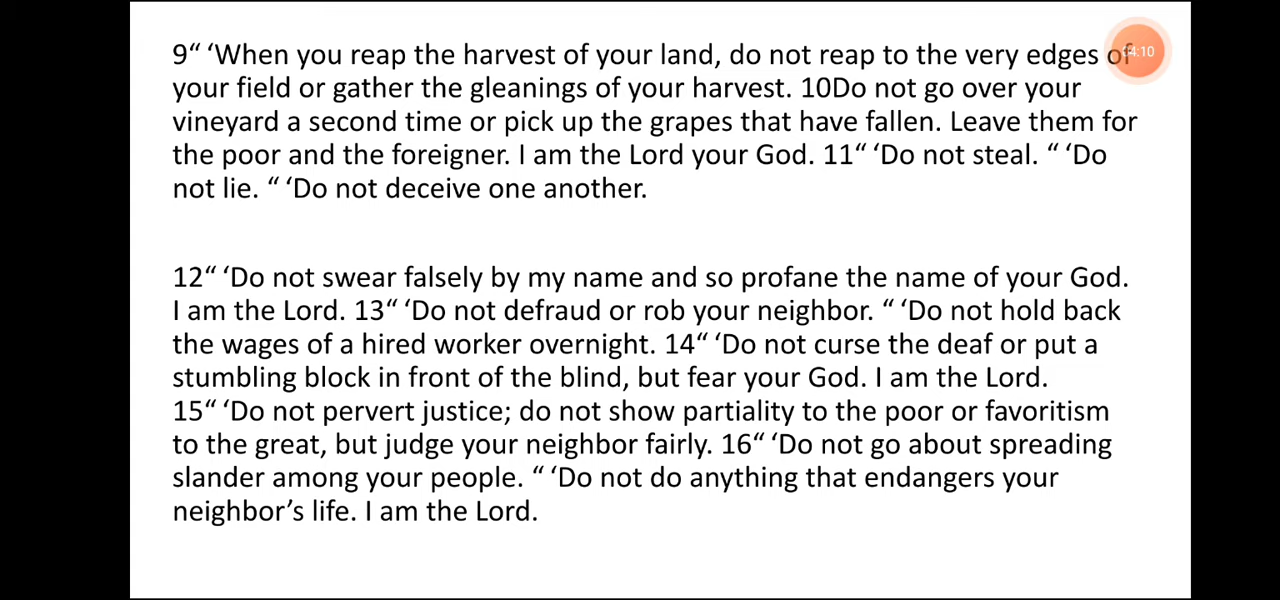 9“ ‘When you reap the harvest of your land, do not reap to the very edges of
your field or gather the gleanings of your harvest. 10Do not go over your
vineyard a second time or pick up the grapes that have fallen. Leave them for
the poor and the foreigner. I am the Lord your God. 11“ ‘Do not steal. “ ‘Do
not lie. “ ‘Do not deceive one another.
12“ ‘Do not swear falsely by my name and so profane the name of your God.
I am the Lord. 13“ ‘Do not defraud or rob your neighbor. “ ‘Do not hold back
the wages of a hired worker overnight. 14“ ‘Do not curse the deaf or put a
stumbling block in front of the blind, but fear your God. I am the Lord.
15“ ‘Do not pervert justice; do not show partiality to the poor or favoritism
to the great, but judge your neighbor fairly. 16“ ‘Do not go about spreading
slander among your people. “ ‘Do not do anything that endangers your
neighbor’s life. I am the Lord.